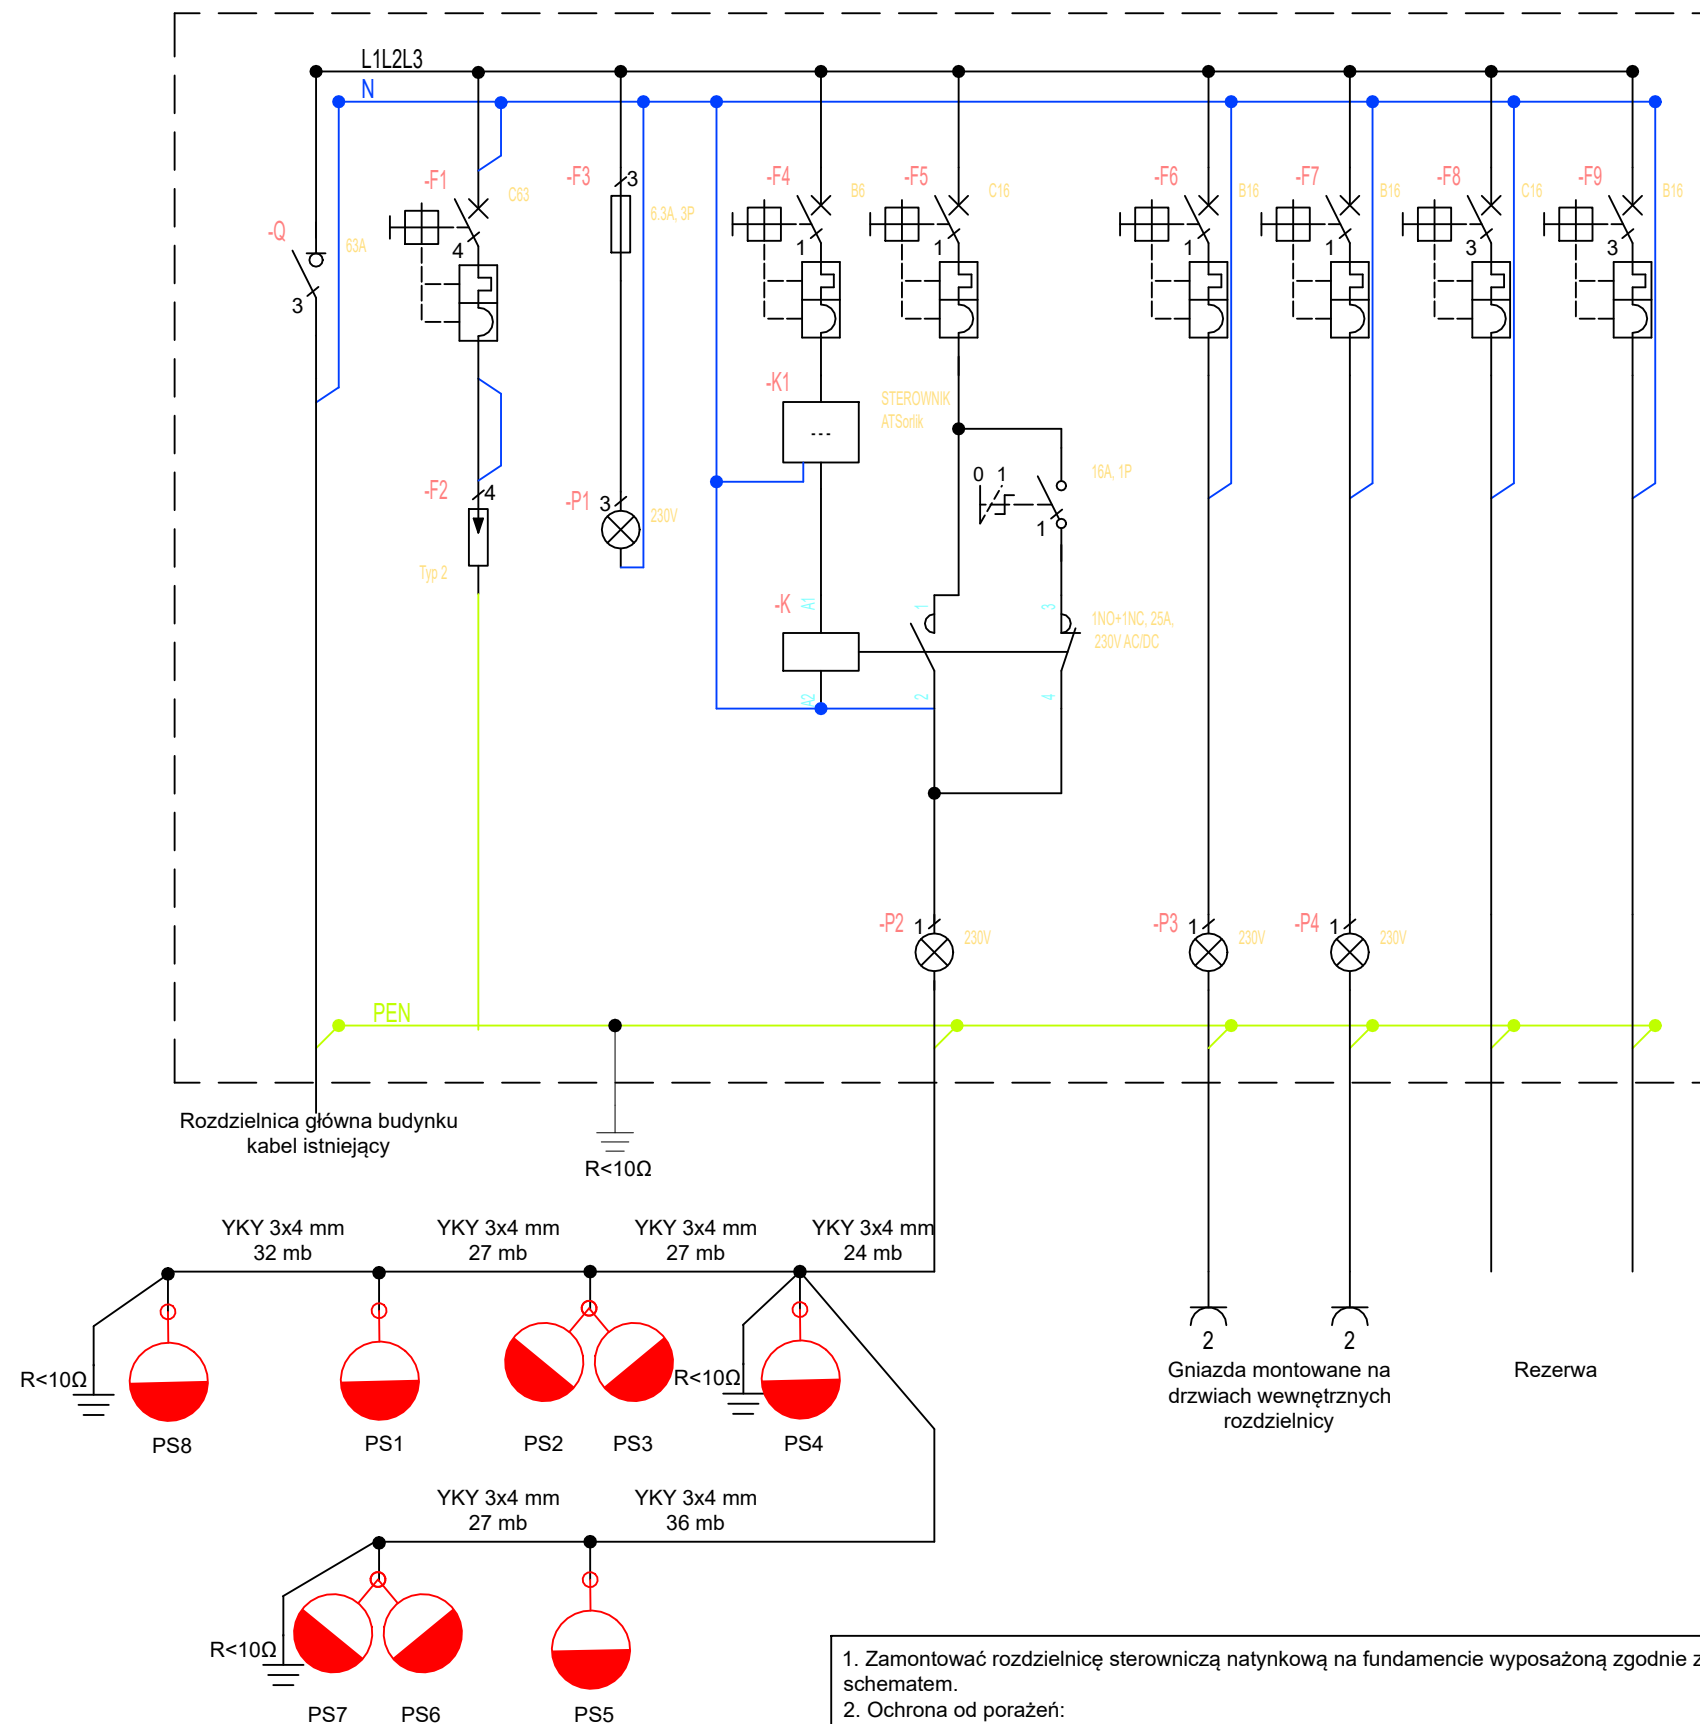 L1L2L3
N
-Q
63A
3
-F1
C63
4
-F2
4
Typ 2
-F3
3
6.3A, 3P
-P1
3
230V
-F4
B6
1
-K1
---
STEROWNIK
ATSorlik
-K
A1
A2
-F5
C16
1
0 1
16A, 1P
1
1
2
3
4
1NO+1NC, 25A,
230V AC/DC
-P2
1
230V
-F6
B16
1
-F7
B16
1
-F8
C16
3
-F9
B16
3
-P3
1
230V
-P4
1
230V
PEN
Rozdzielnica główna budynku
kabel istniejący
R<10Ω
YKY 3x4 mm
32 mb
YKY 3x4 mm
27 mb
YKY 3x4 mm
27 mb
YKY 3x4 mm
24 mb
R<10Ω
PS8
PS1
PS2
PS3
R<10Ω
PS4
2
2
Gniazda montowane na
drzwiach wewnętrznych
rozdzielnicy
Rezerwa
YKY 3x4 mm
27 mb
YKY 3x4 mm
36 mb
R<10Ω
PS7
PS6
PS5
1. Zamontować rozdzielnicę sterowniczą natynkową na fundamencie wyposażoną zgodnie z
schematem.
2. Ochrona od porażeń: